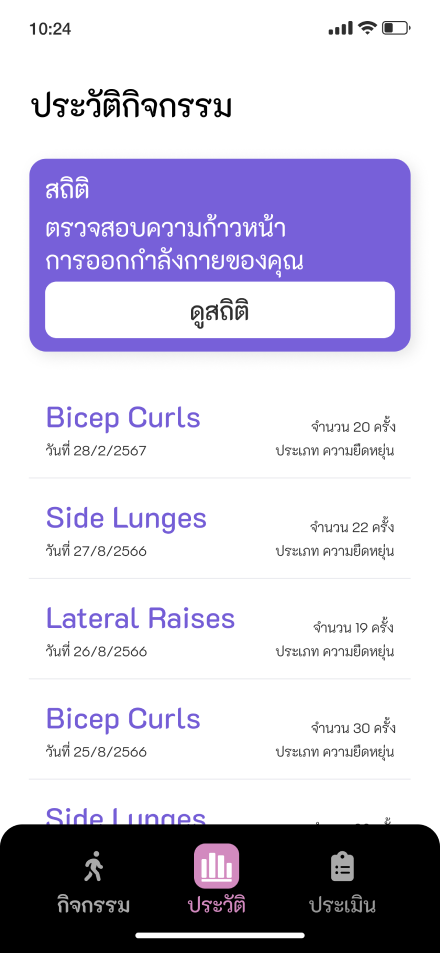 10:24
ประวัติกิจกรรม
สถิติ
ตรวจสอบความก้าวหน้า
การออกกำลังกายของคุณ
ดูสถิติ
Bicep Curls
จำนวน 20 ครั้ง
วันที่ 28/2/2567
ประเภท ความยืดหยุ่น
Side Lunges
จำนวน 22 ครั้ง
วันที่ 27/8/2566
ประเภท ความยืดหยุ่น
Lateral Raises
จำนวน 19 ครั้ง
วันที่ 26/8/2566
ประเภท ความยืดหยุ่น
Bicep Curls
จำนวน 30 ครั้ง
วันที่ 25/8/2566
ประเภท ความยืดหยุ่น
Side Lunges
กิจกรรม
ประวัติ
ประเมิน